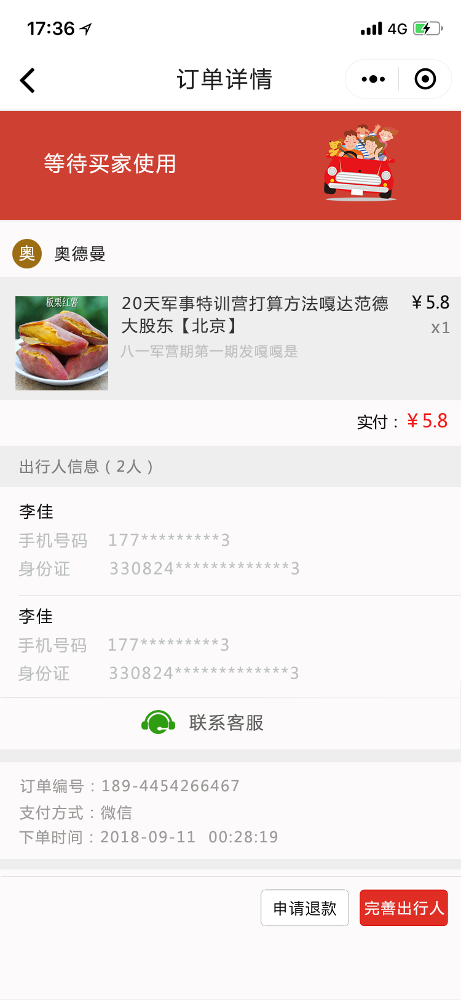 17:36
4G
订单详情
等待买家使用
奥 奥德曼
板栗红薯
20天军事特训营打算方法嘎达范德
大股东【北京】
¥5.8
x1
八一军营期第一期发嘎嘎是
实付：¥5.8
出行人信息（2人）
李佳
手机号码 177*********3
身份证 330824*************3
李佳
手机号码 177*********3
身份证 330824*************3
联系客服
订单编号：189-4454266467
支付方式：微信
下单时间：2018-09-11 00:28:19
申请退款 完善出行人